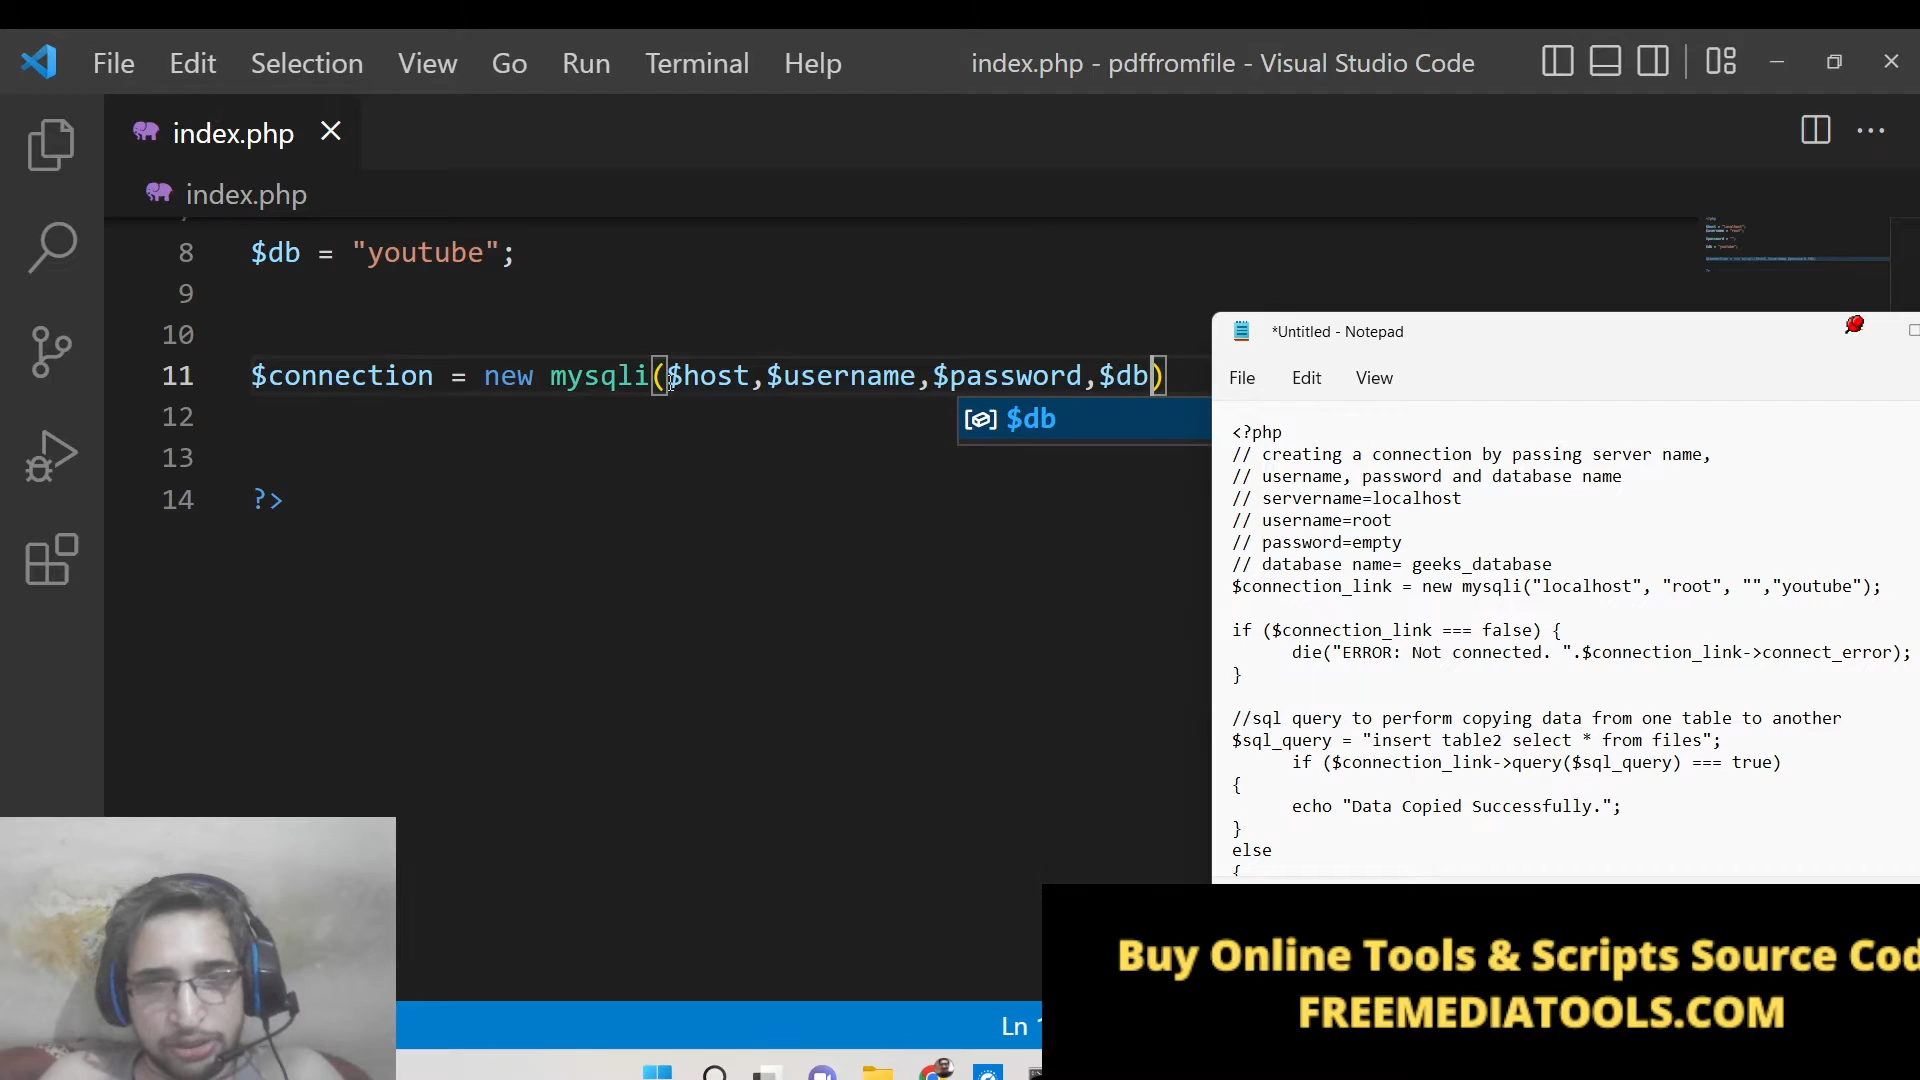 File Edit Selection View Go Run Terminal Help index.php - pdffromfile - Visual Studio Code
index.php
index.php
8 $db = "youtube";
9
10
11 $connection = new mysqli($host,$username,$password,$db)
$db
12
13
14 ?>
*Untitled - Notepad
File Edit View
<?php
// creating a connection by passing server name,
// username, password and database name
// servername=localhost
// username=root
// password=empty
// database name= geeks_database
$connection_link = new mysqli("localhost", "root", "","youtube");
if ($connection_link === false) {
die("ERROR: Not connected. ".$connection_link->connect_error);
}
//sql query to perform copying data from one table to another
$sql_query = "insert table2 select * from files";
if ($connection_link->query($sql_query) === true)
{
echo "Data Copied Successfully.";
}
else
{
Buy Online Tools & Scripts Source Cod
FREEMEDIATOOLS.COM
Ln